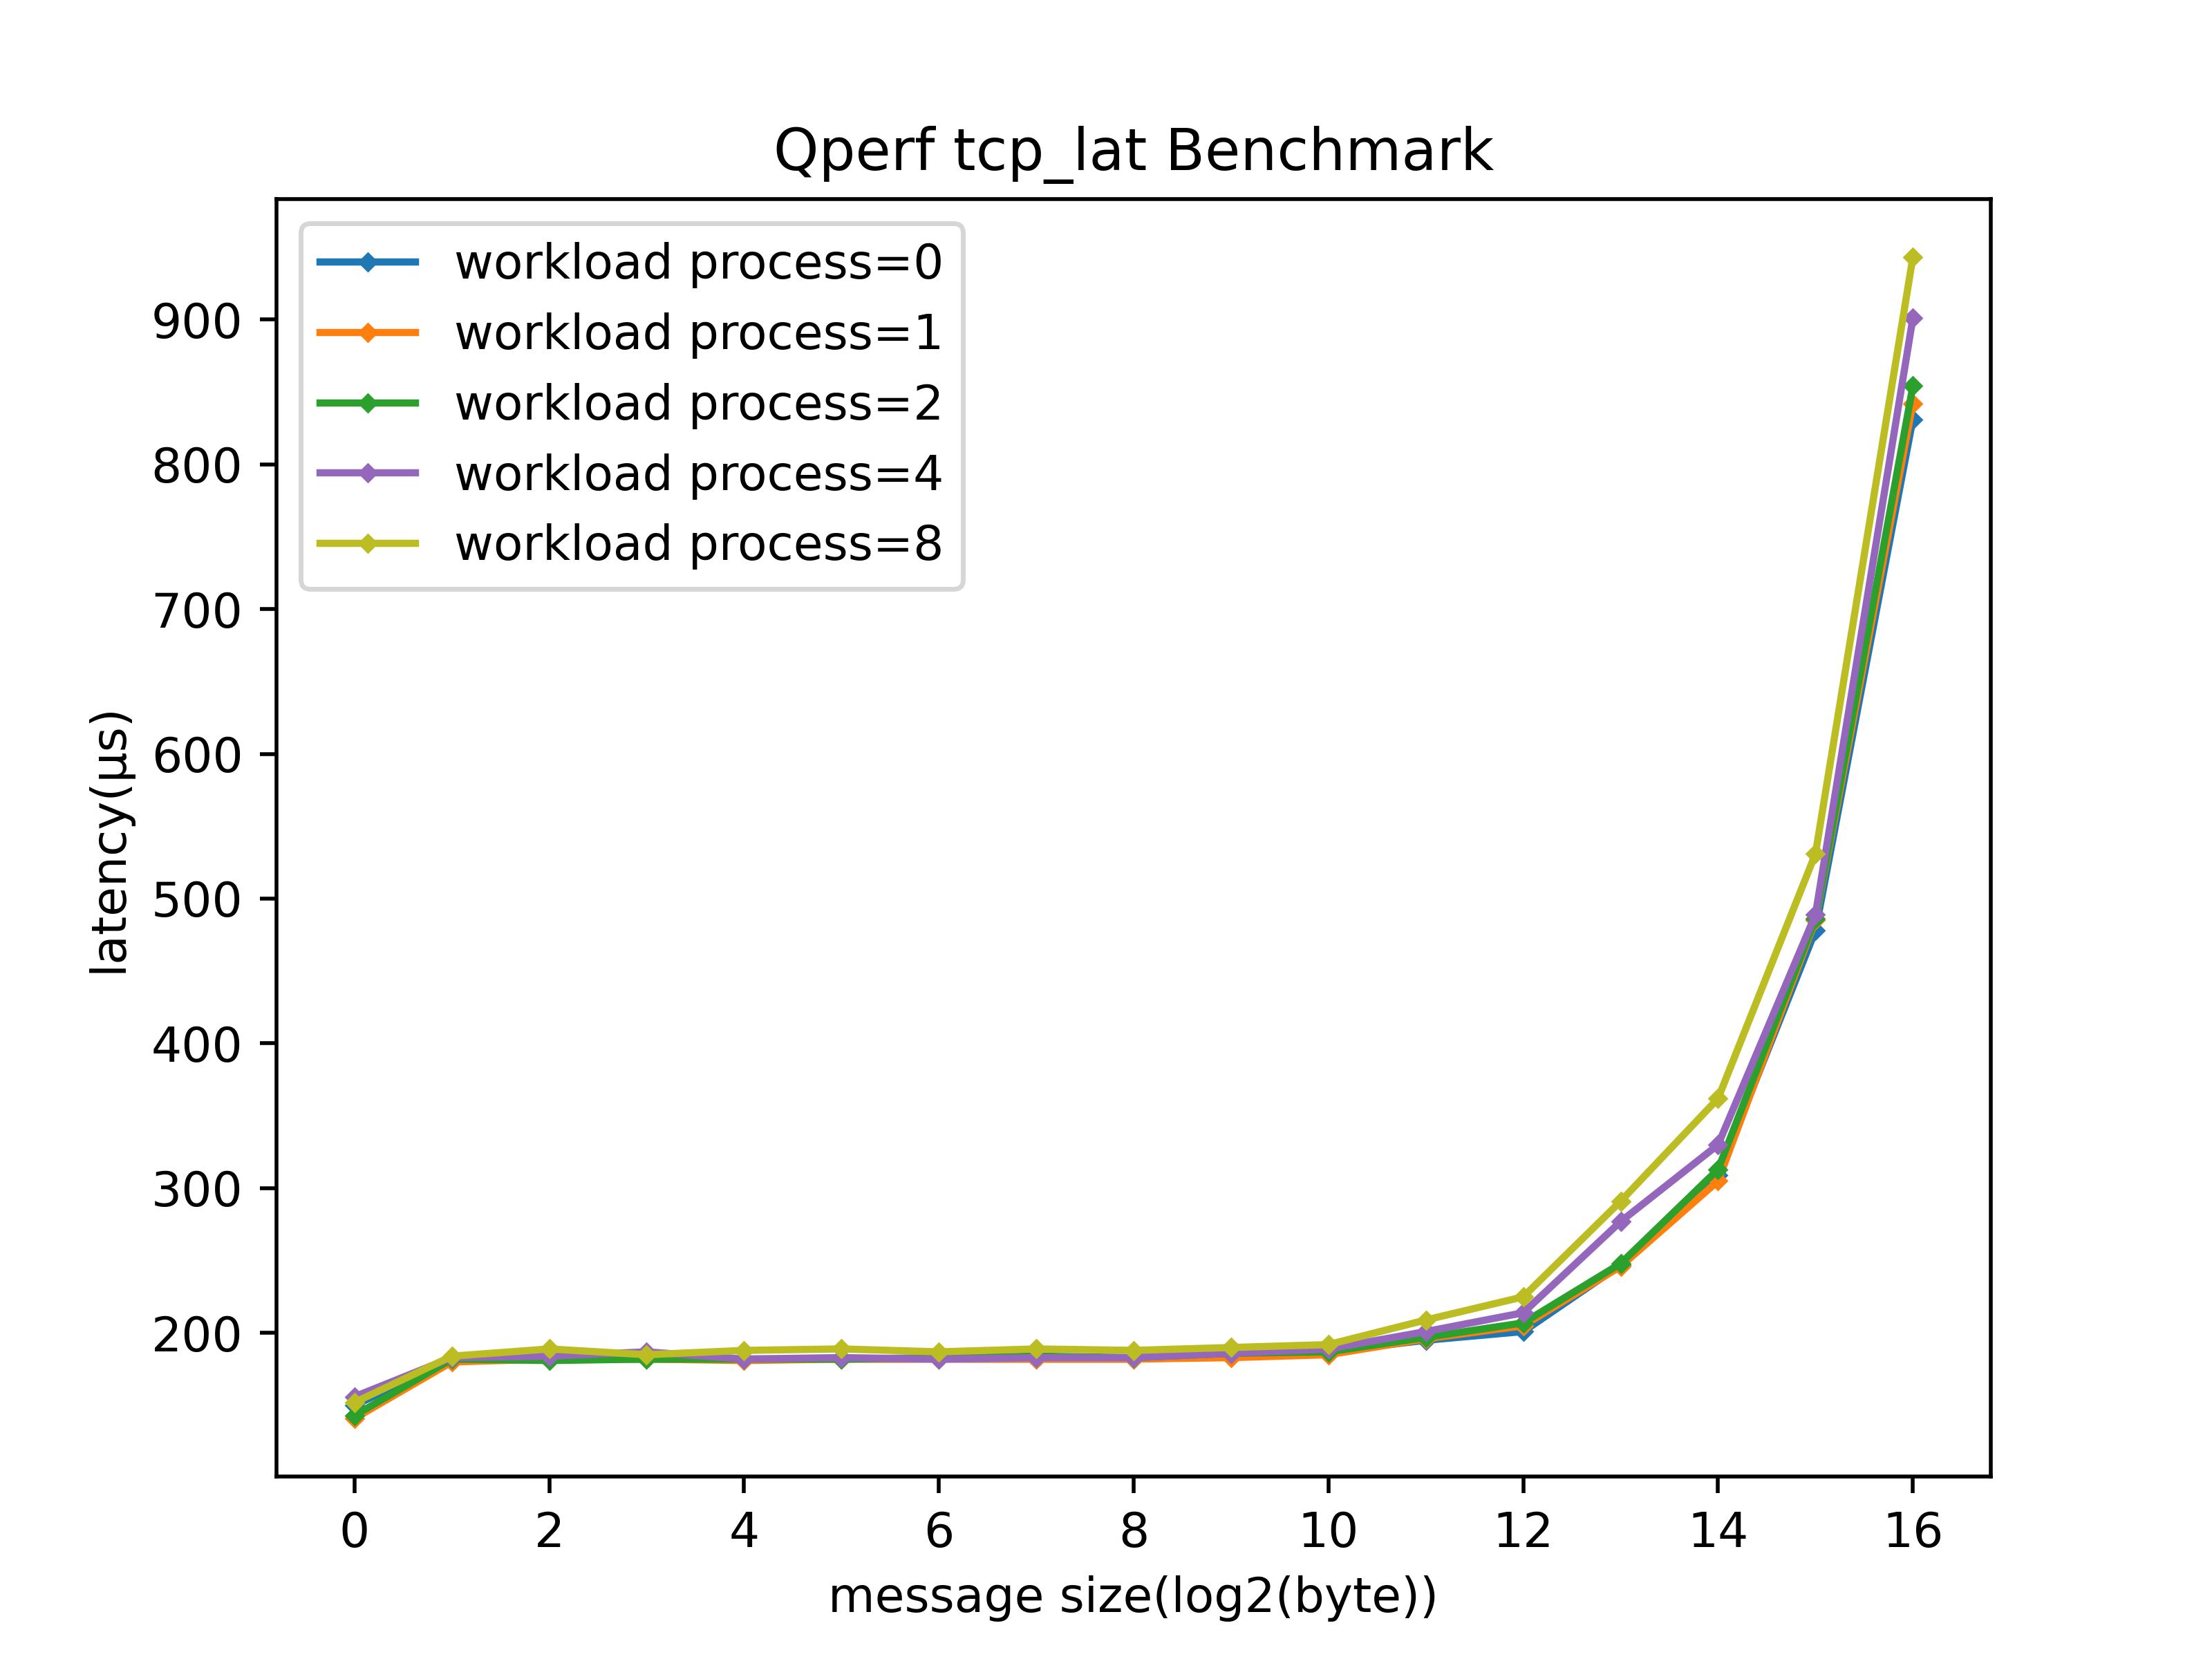 Qperf tcp_lat Benchmark
workload process=0
workload process=1
workload process=2
workload process=4
workload process=8
900
800
700
600
500
400
300
200
latency(μs)
0 2 4 6 8 10 12 14 16
message size(log2(byte))